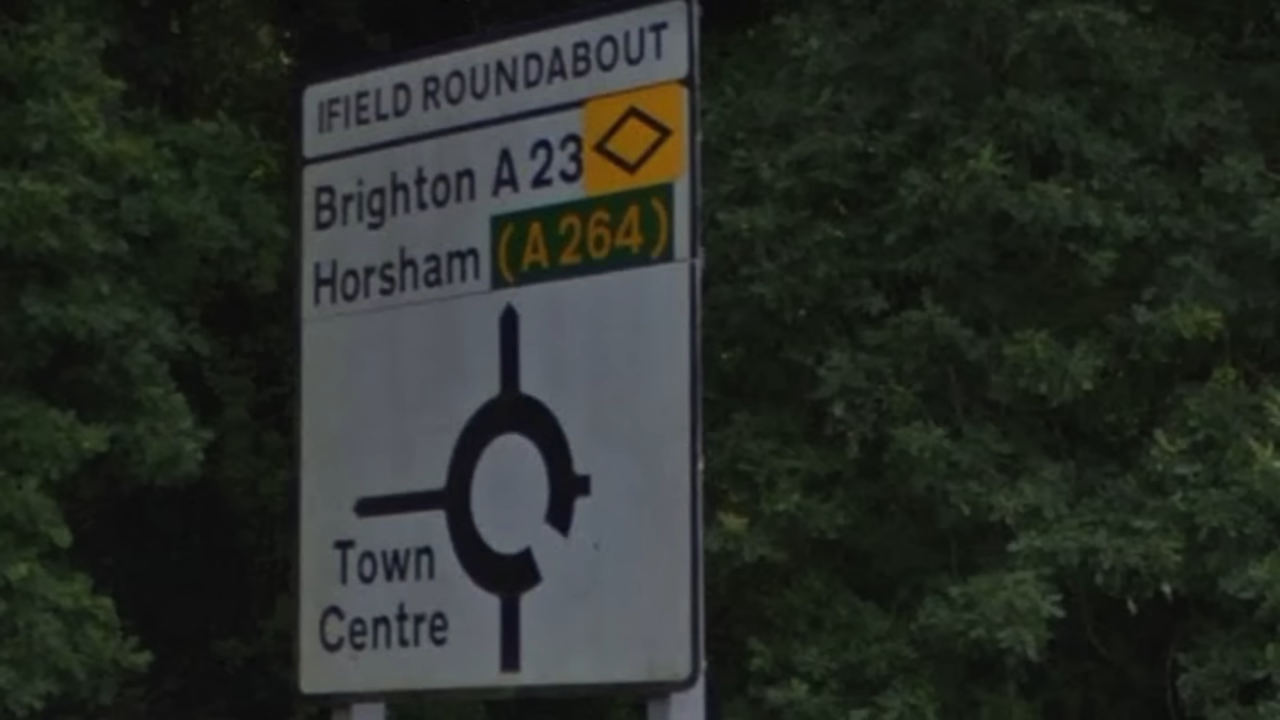 IFIELD ROUNDABOUT
Brighton A 23
Horsham (A 264)
Town
Centre